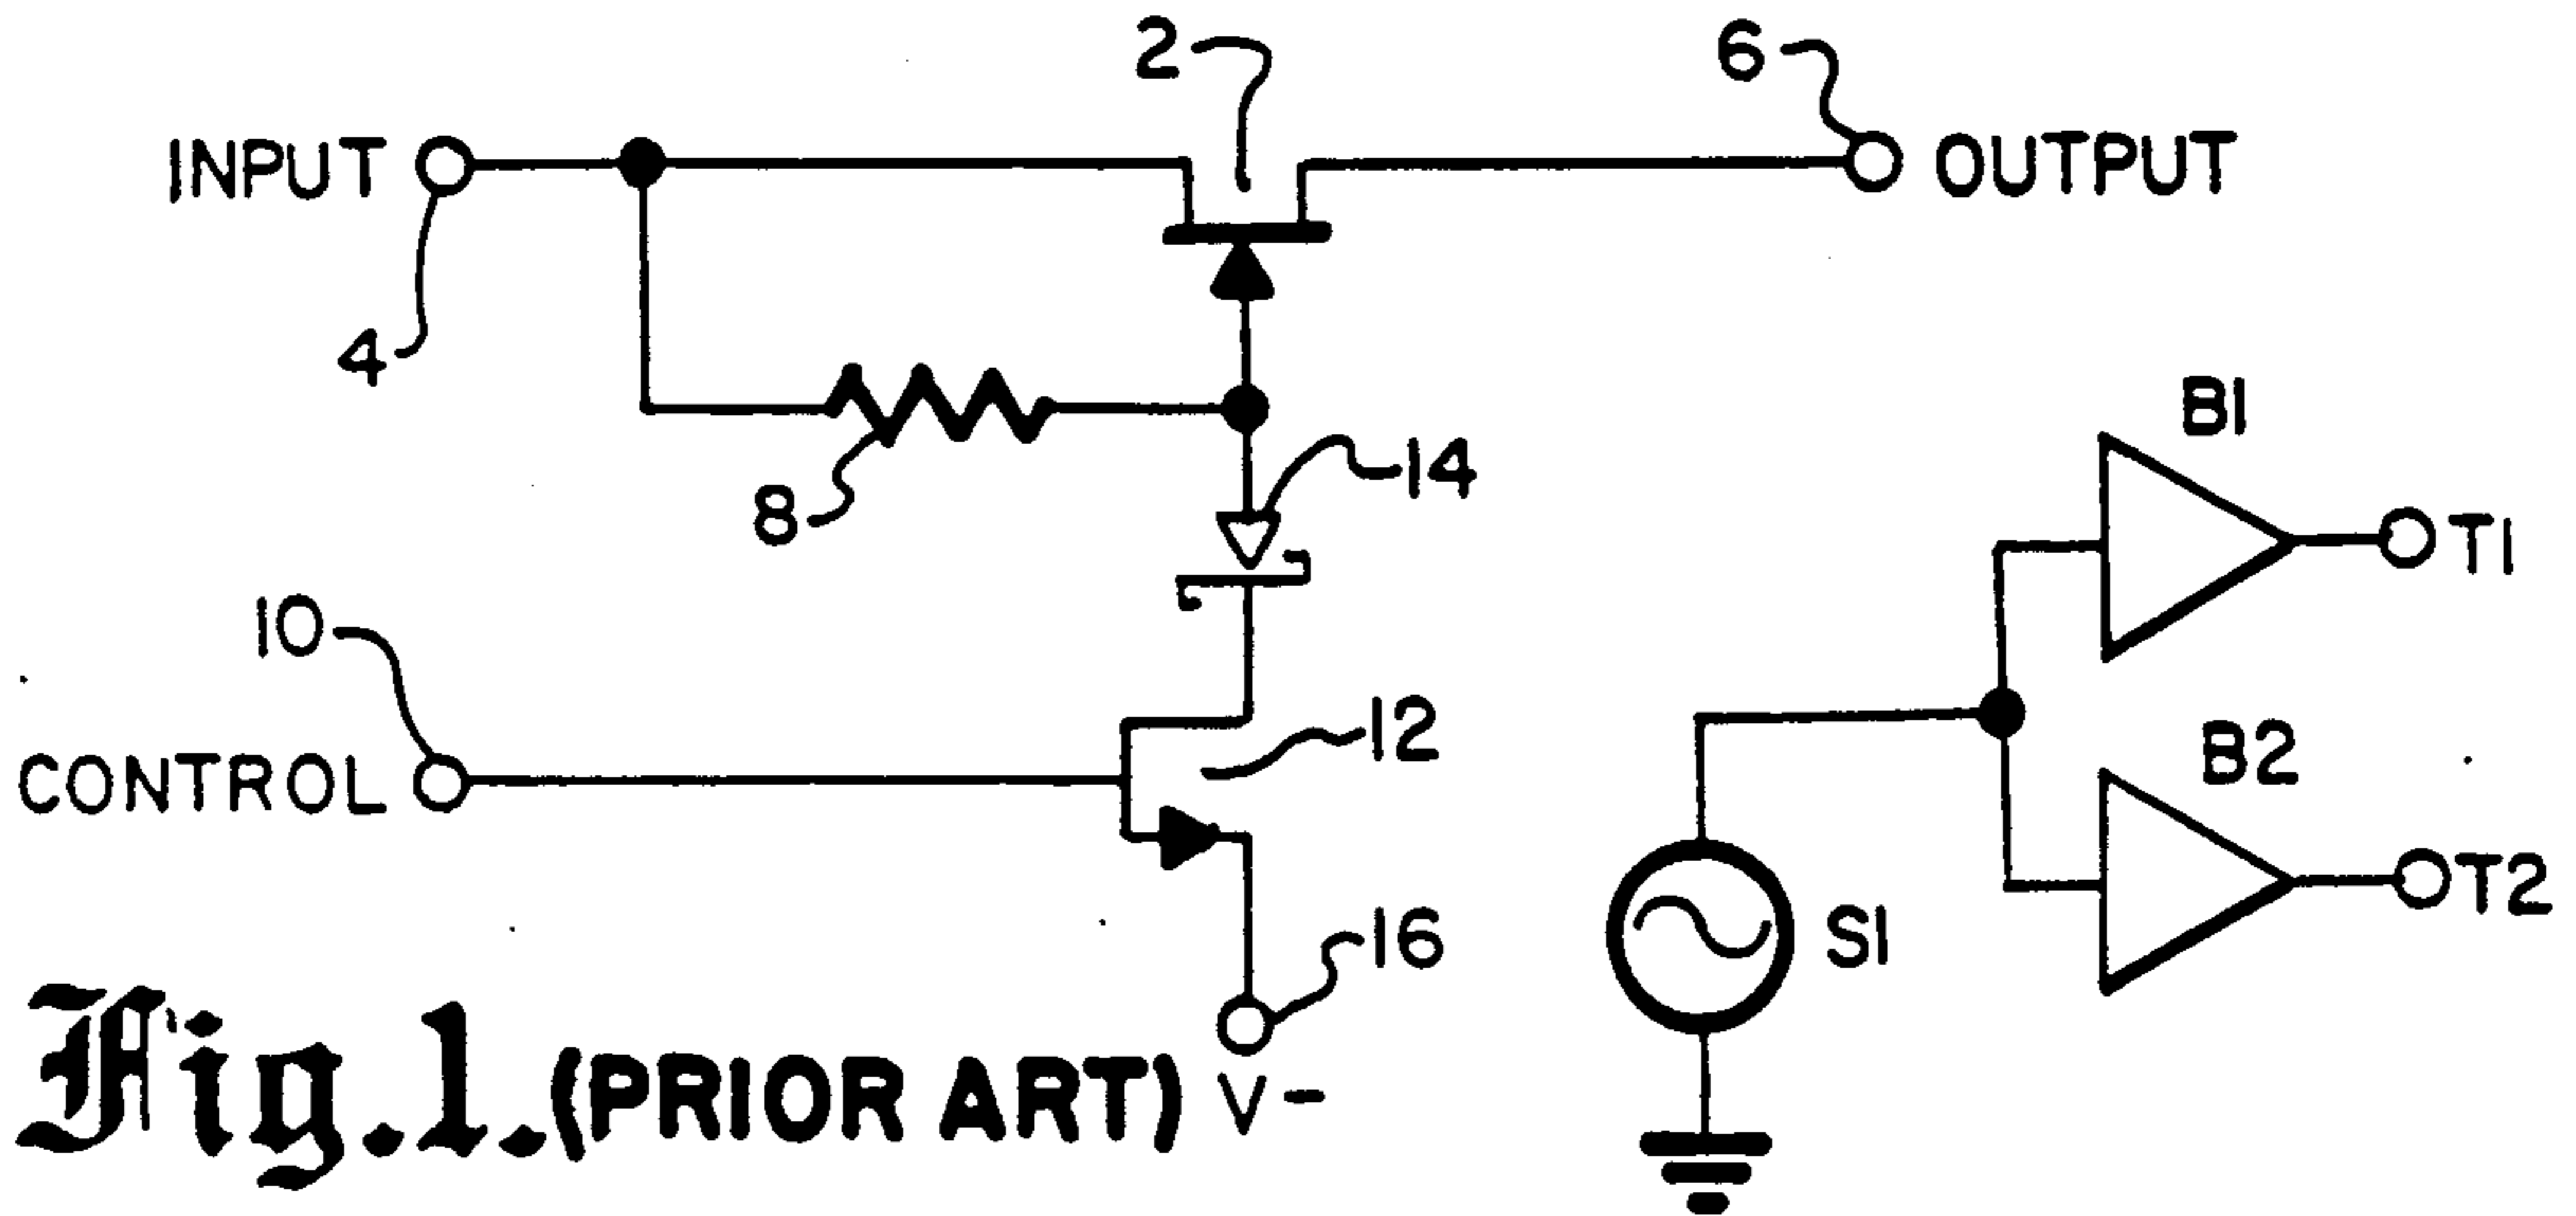 2
6
INPUT
OUTPUT
4
B1
14
8
T1
10
12
B2
CONTROL
T2
16
S1
Fig.1.(PRIOR ART)
V-